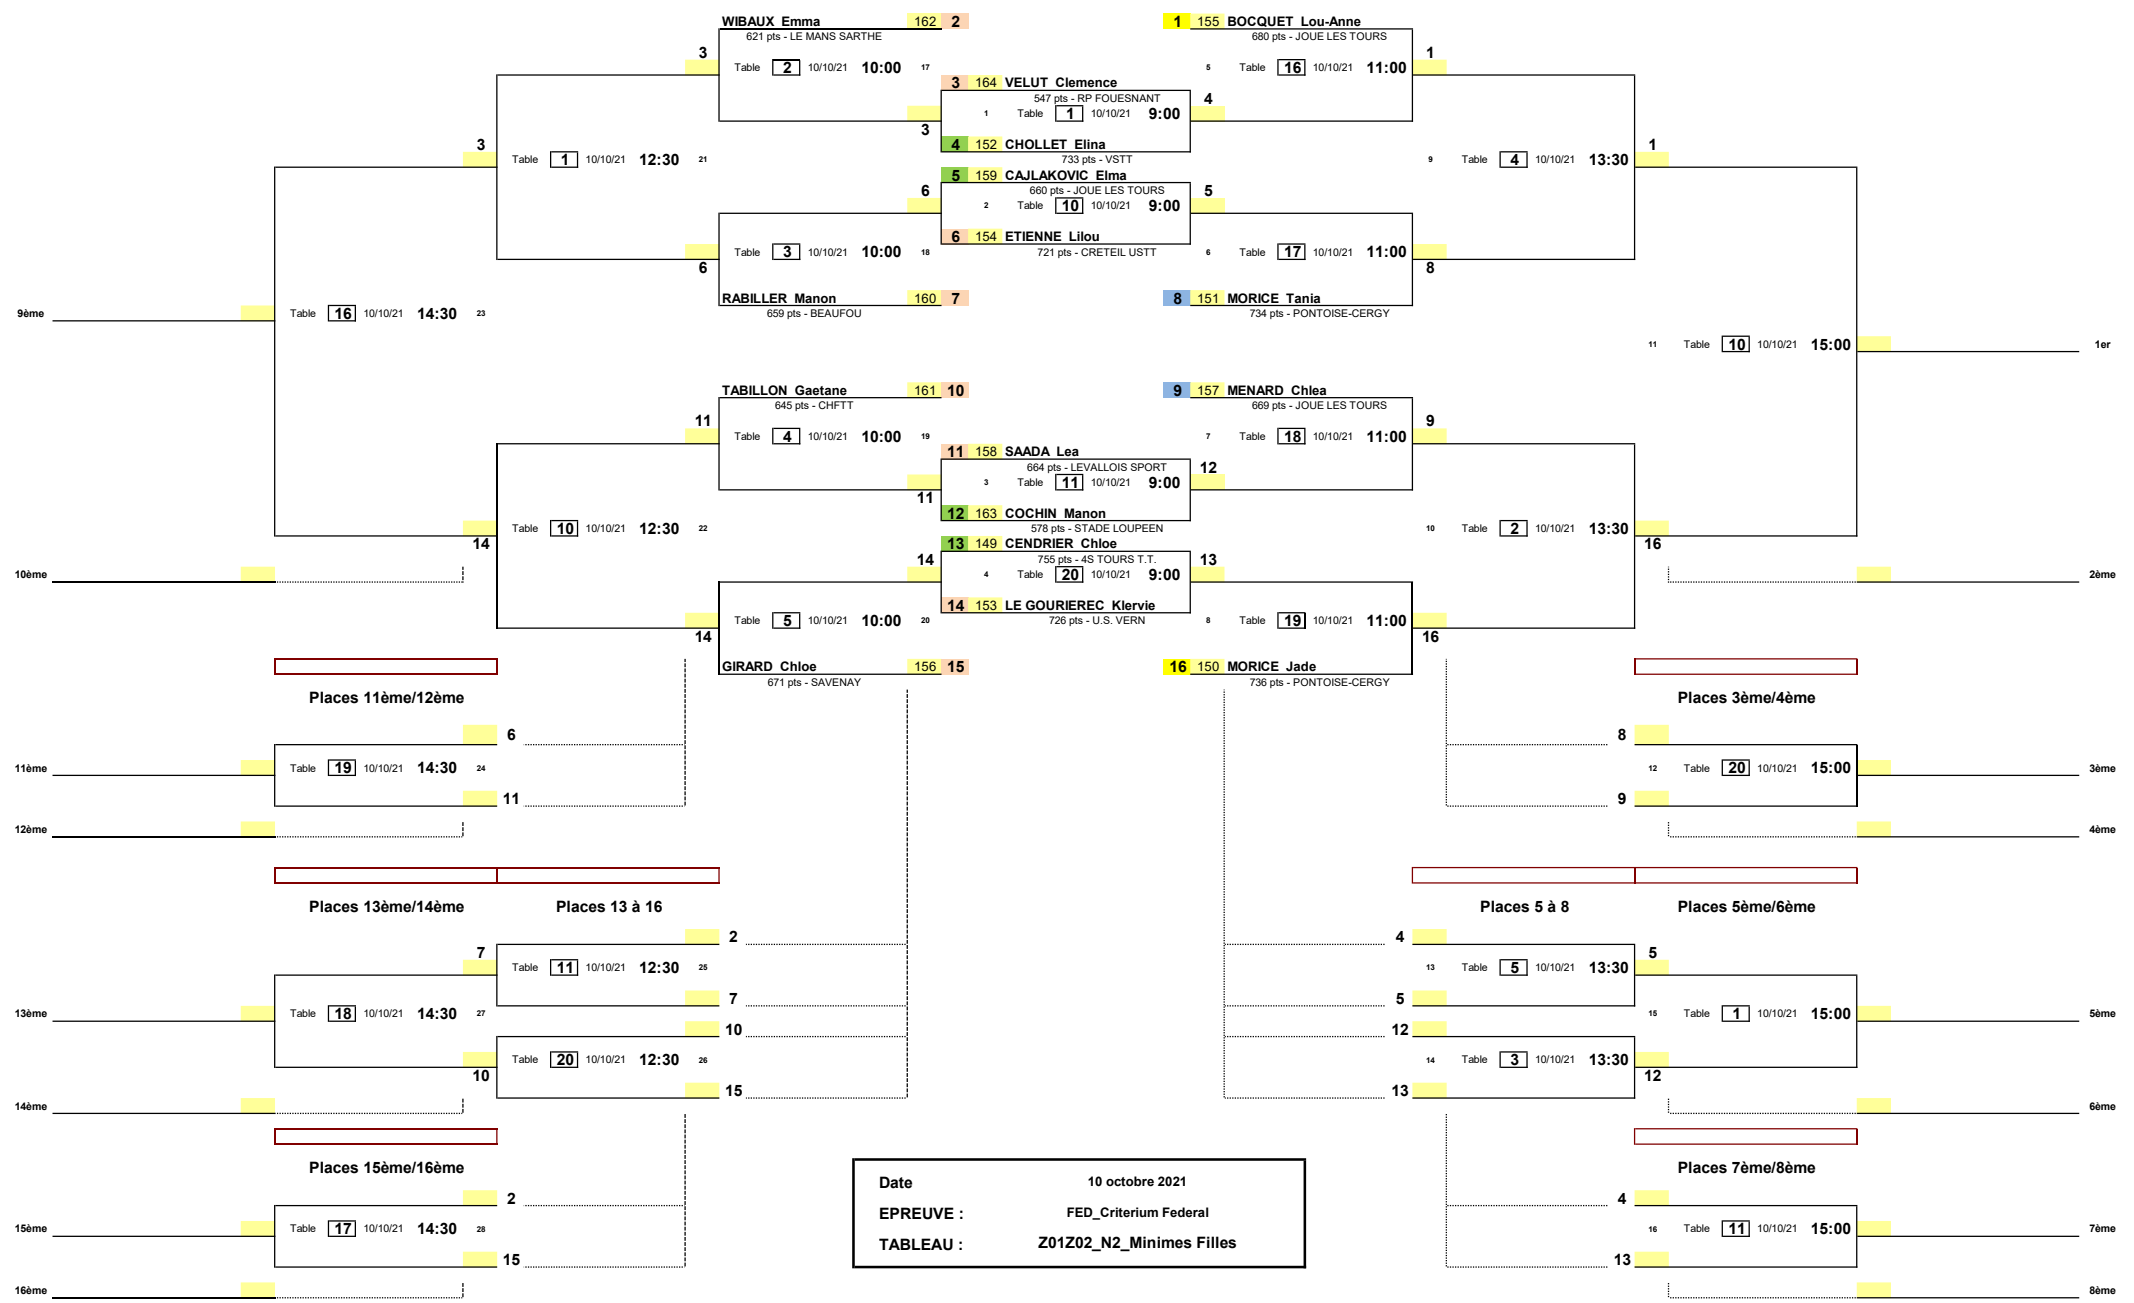 WIBAUX Emma 162 2
1 155 BOCQUET Lou-Anne
621 pts - LE MANS SARTHE
680 pts - JOUE LES TOURS
3
1
Table 2 10/10/21 10:00 17
5 Table 16 10/10/21 11:00
3 164 VELUT Clemence
547 pts - RP FOUESNANT
4
1 Table 1 10/10/21 9:00
3
4 152 CHOLLET Elina
733 pts - VSTT
3
Table 1 10/10/21 12:30 21
9 Table 4 10/10/21 13:30
1
5 159 CAJLAKOVIC Elma
660 pts - JOUE LES TOURS
6
5
2 Table 10 10/10/21 9:00
6 154 ETIENNE Lilou
721 pts - CRETEIL USTT
Table 3 10/10/21 10:00 18
6 Table 17 10/10/21 11:00
6
8
RABILLER Manon 160 7
8 151 MORICE Tania
659 pts - BEAUFOU
734 pts - PONTOISE-CERGY
9ème
Table 16 10/10/21 14:30 23
11 Table 10 10/10/21 15:00
1er
TABILLON Gaetane 161 10
9 157 MENARD Chlea
645 pts - CHFTT
669 pts - JOUE LES TOURS
11
9
Table 4 10/10/21 10:00 19
7 Table 18 10/10/21 11:00
11 158 SAADA Lea
664 pts - LEVALLOIS SPORT
12
3 Table 11 10/10/21 9:00
11
12 163 COCHIN Manon
578 pts - STADE LOUPEEN
Table 10 10/10/21 12:30 22
10 Table 2 10/10/21 13:30
14
16
13 149 CENDRIER Chloe
755 pts - 4S TOURS T.T.
14
13
4 Table 20 10/10/21 9:00
10ème
2ème
14 153 LE GOURIEREC Klervie
726 pts - U.S. VERN
Table 5 10/10/21 10:00 20
8 Table 19 10/10/21 11:00
14
16
GIRARD Chloe 156 15
16 150 MORICE Jade
671 pts - SAVENAY
736 pts - PONTOISE-CERGY
Places 11ème/12ème
Places 3ème/4ème
6
8
11ème
Table 19 10/10/21 14:30 24
12 Table 20 10/10/21 15:00
3ème
11
9
12ème
4ème
Places 13ème/14ème
Places 13 à 16
Places 5 à 8
Places 5ème/6ème
2
4
7
5
Table 11 10/10/21 12:30 25
13 Table 5 10/10/21 13:30
7
5
13ème
Table 18 10/10/21 14:30 27
15 Table 1 10/10/21 15:00
5ème
10
12
Table 20 10/10/21 12:30 26
14 Table 3 10/10/21 13:30
10
12
15
13
14ème
6ème
Places 15ème/16ème
Places 7ème/8ème
Date 10 octobre 2021
2
4
EPREUVE : FED_Criterium Federal
15ème
Table 17 10/10/21 14:30 28
16 Table 11 10/10/21 15:00
7ème
TABLEAU : Z01Z02_N2_Minimes Filles
15
13
16ème
8ème